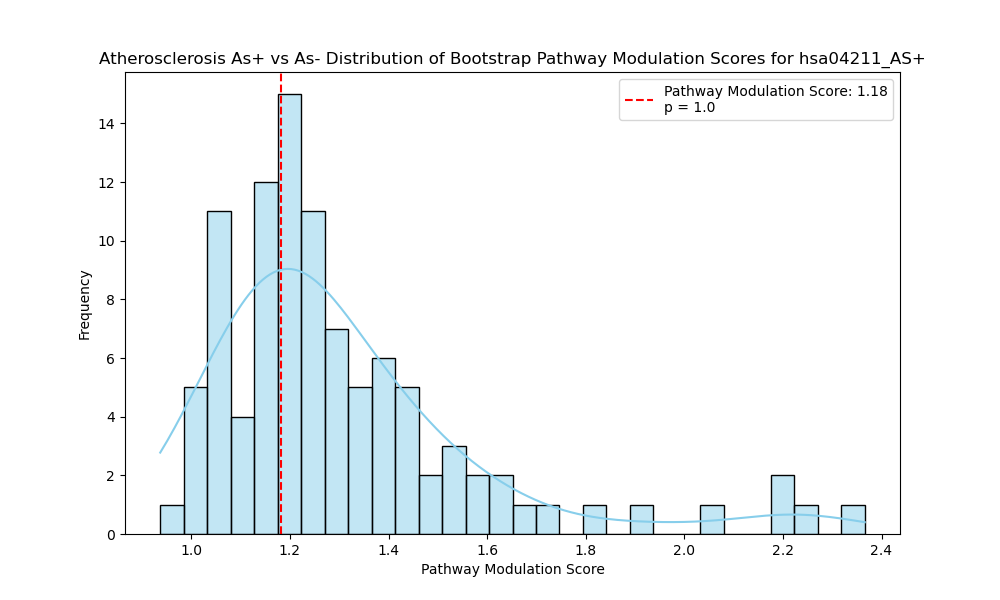 Atherosclerosis As+ vs As- Distribution of Bootstrap Pathway Modulation Scores for hsa04211_AS+
Pathway Modulation Score: 1.18
p = 1.0
Frequency
14
12
10
8
6
4
2
0
1.0 1.2 1.4 1.6 1.8 2.0 2.2 2.4
Pathway Modulation Score